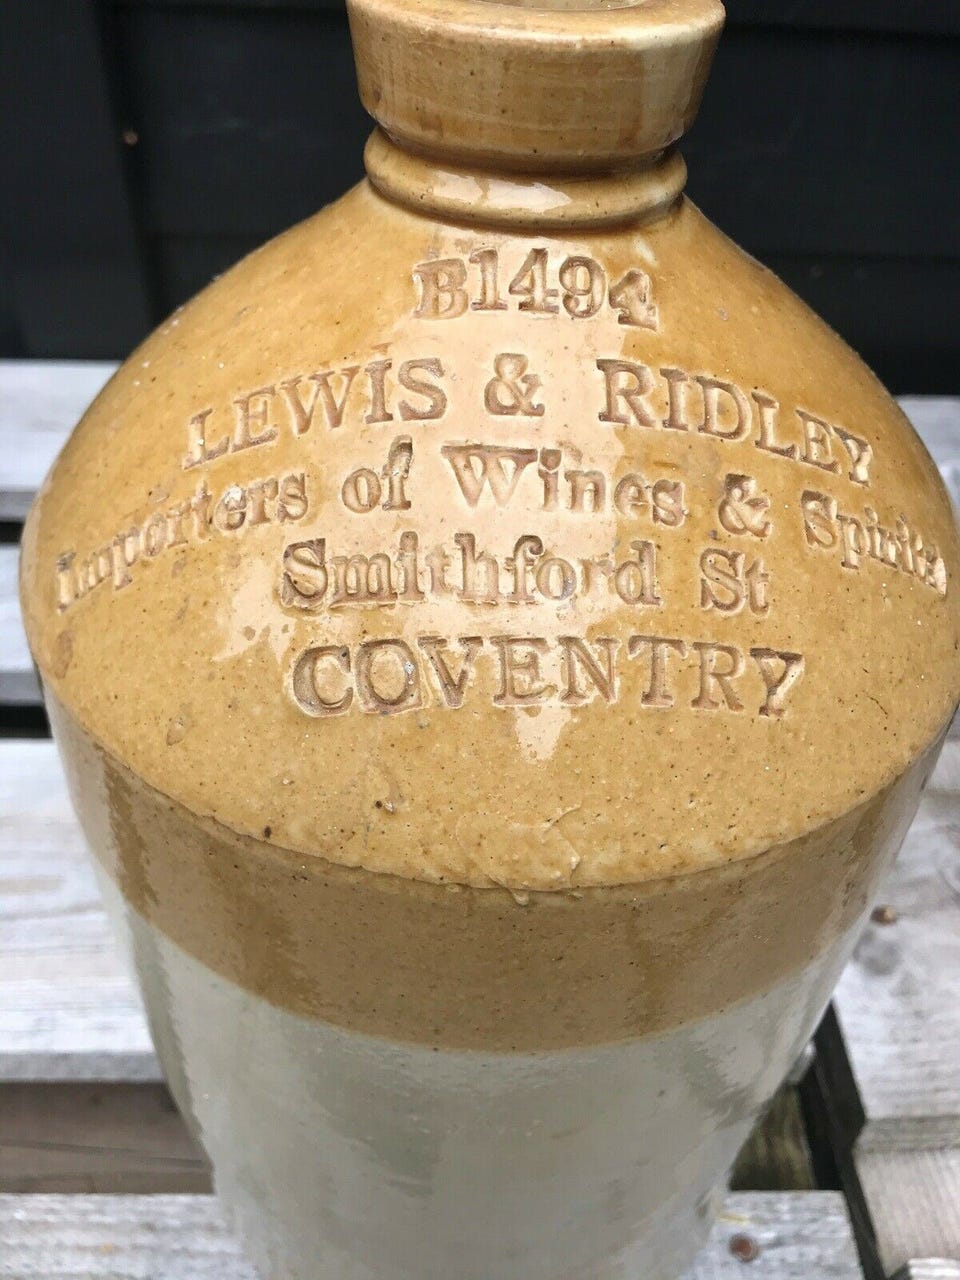 B1494
LEWIS & RIDLEY
Importers of Wines & Spirits
Smithford St
COVENTRY